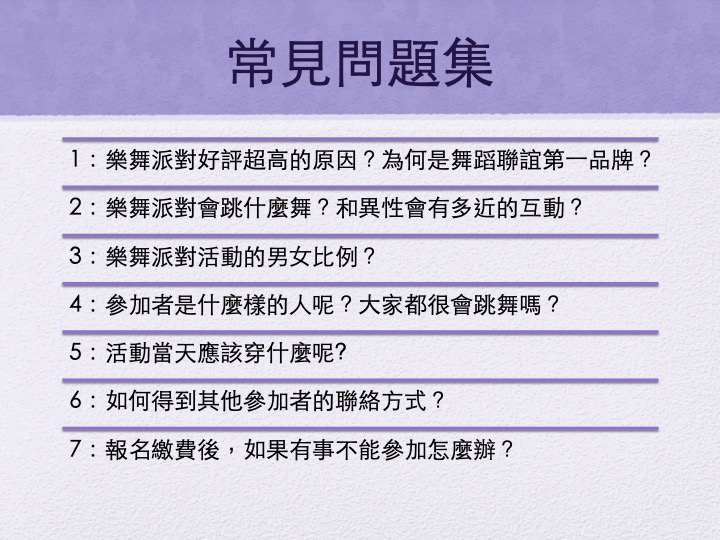 常見問題集
1：樂舞派對好評超高的原因？為何是舞蹈聯誼第一品牌？
2：樂舞派對會跳什麼舞？和異性會有多近的互動？
3：樂舞派對活動的男女比例？
4：參加者是什麼樣的人呢？大家都很會跳舞嗎？
5：活動當天應該穿什麼呢?
6：如何得到其他參加者的聯絡方式？
7：報名繳費後，如果有事不能參加怎麼辦？